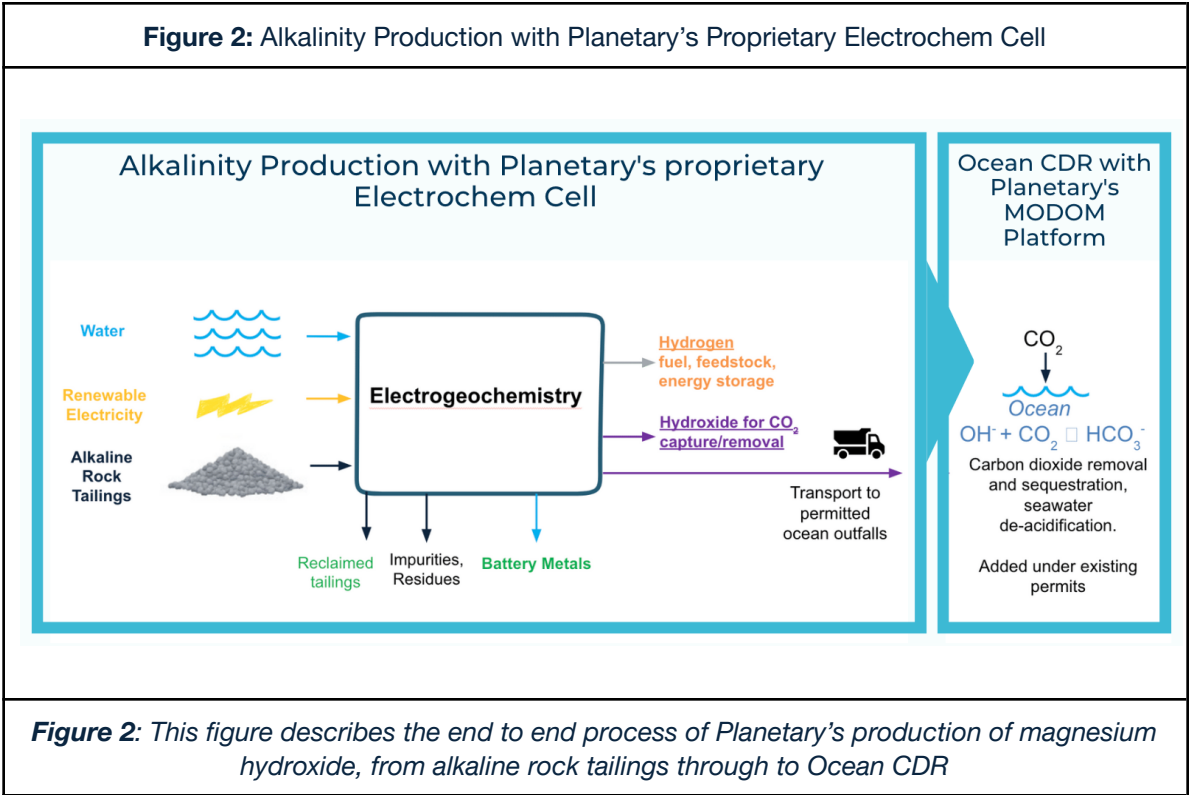 Figure 2: Alkalinity Production with Planetary’s Proprietary Electrochem Cell
Alkalinity Production with Planetary's proprietary
Electrochem Cell
Water
Renewable
Electricity
Alkaline
Rock
Tailings
Electrogeochemistry
Hydrogen
fuel, feedstock,
energy storage
Hydroxide for CO₂
capture/removal
Transport to
permitted
ocean outfalls
Reclaimed
tailings
Impurities,
Residues
Battery Metals
Ocean CDR with
Planetary's
MODOM
Platform
CO₂
Ocean
OH⁻ + CO₂ □ HCO₃⁻
Carbon dioxide removal
and sequestration,
seawater
de-acidification.
Added under existing
permits
Figure 2: This figure describes the end to end process of Planetary’s production of magnesium
hydroxide, from alkaline rock tailings through to Ocean CDR